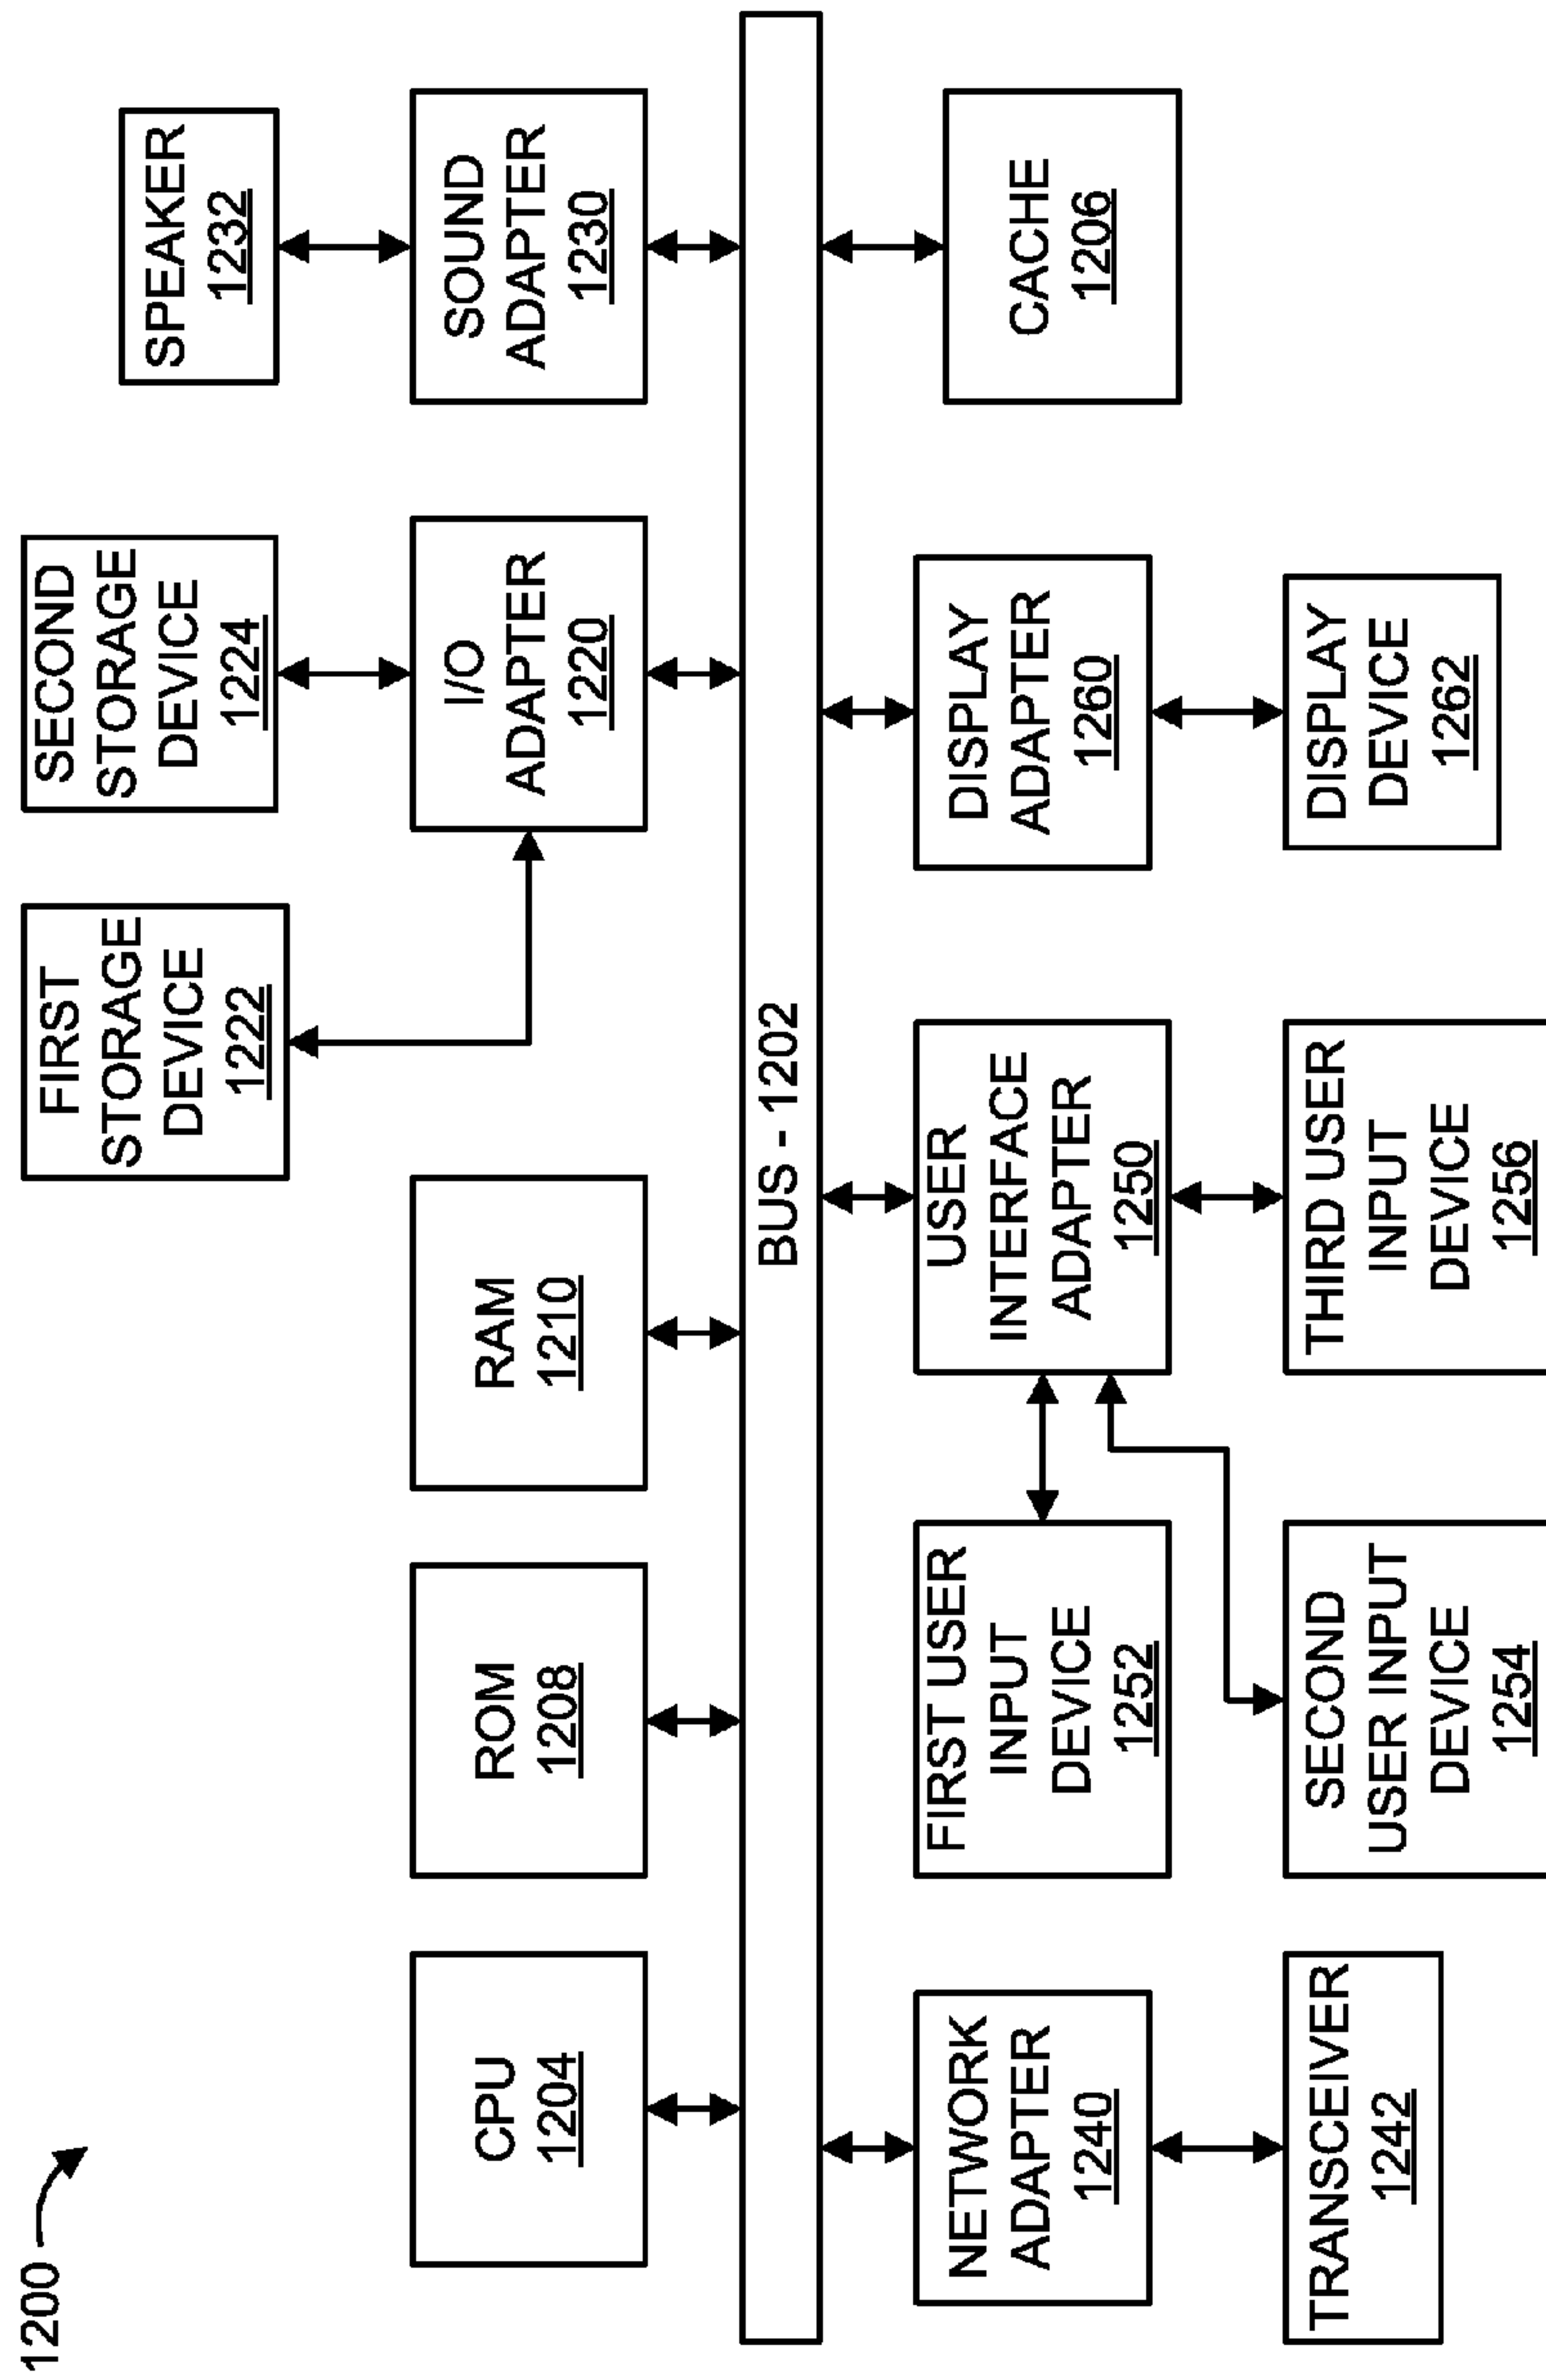 1200
SECOND
STORAGE
DEVICE
1224
SPEAKER
1232
FIRST
STORAGE
DEVICE
1222
CPU
1204
ROM
1208
RAM
1210
I/O
ADAPTER
1220
SOUND
ADAPTER
1230
BUS - 1202
NETWORK
ADAPTER
1240
FIRST USER
INPUT
DEVICE
1252
USER
INTERFACE
ADAPTER
1250
DISPLAY
ADAPTER
1260
CACHE
1206
TRANSCEIVER
1242
SECOND
USER INPUT
DEVICE
1254
THIRD USER
INPUT
DEVICE
1256
DISPLAY
DEVICE
1262